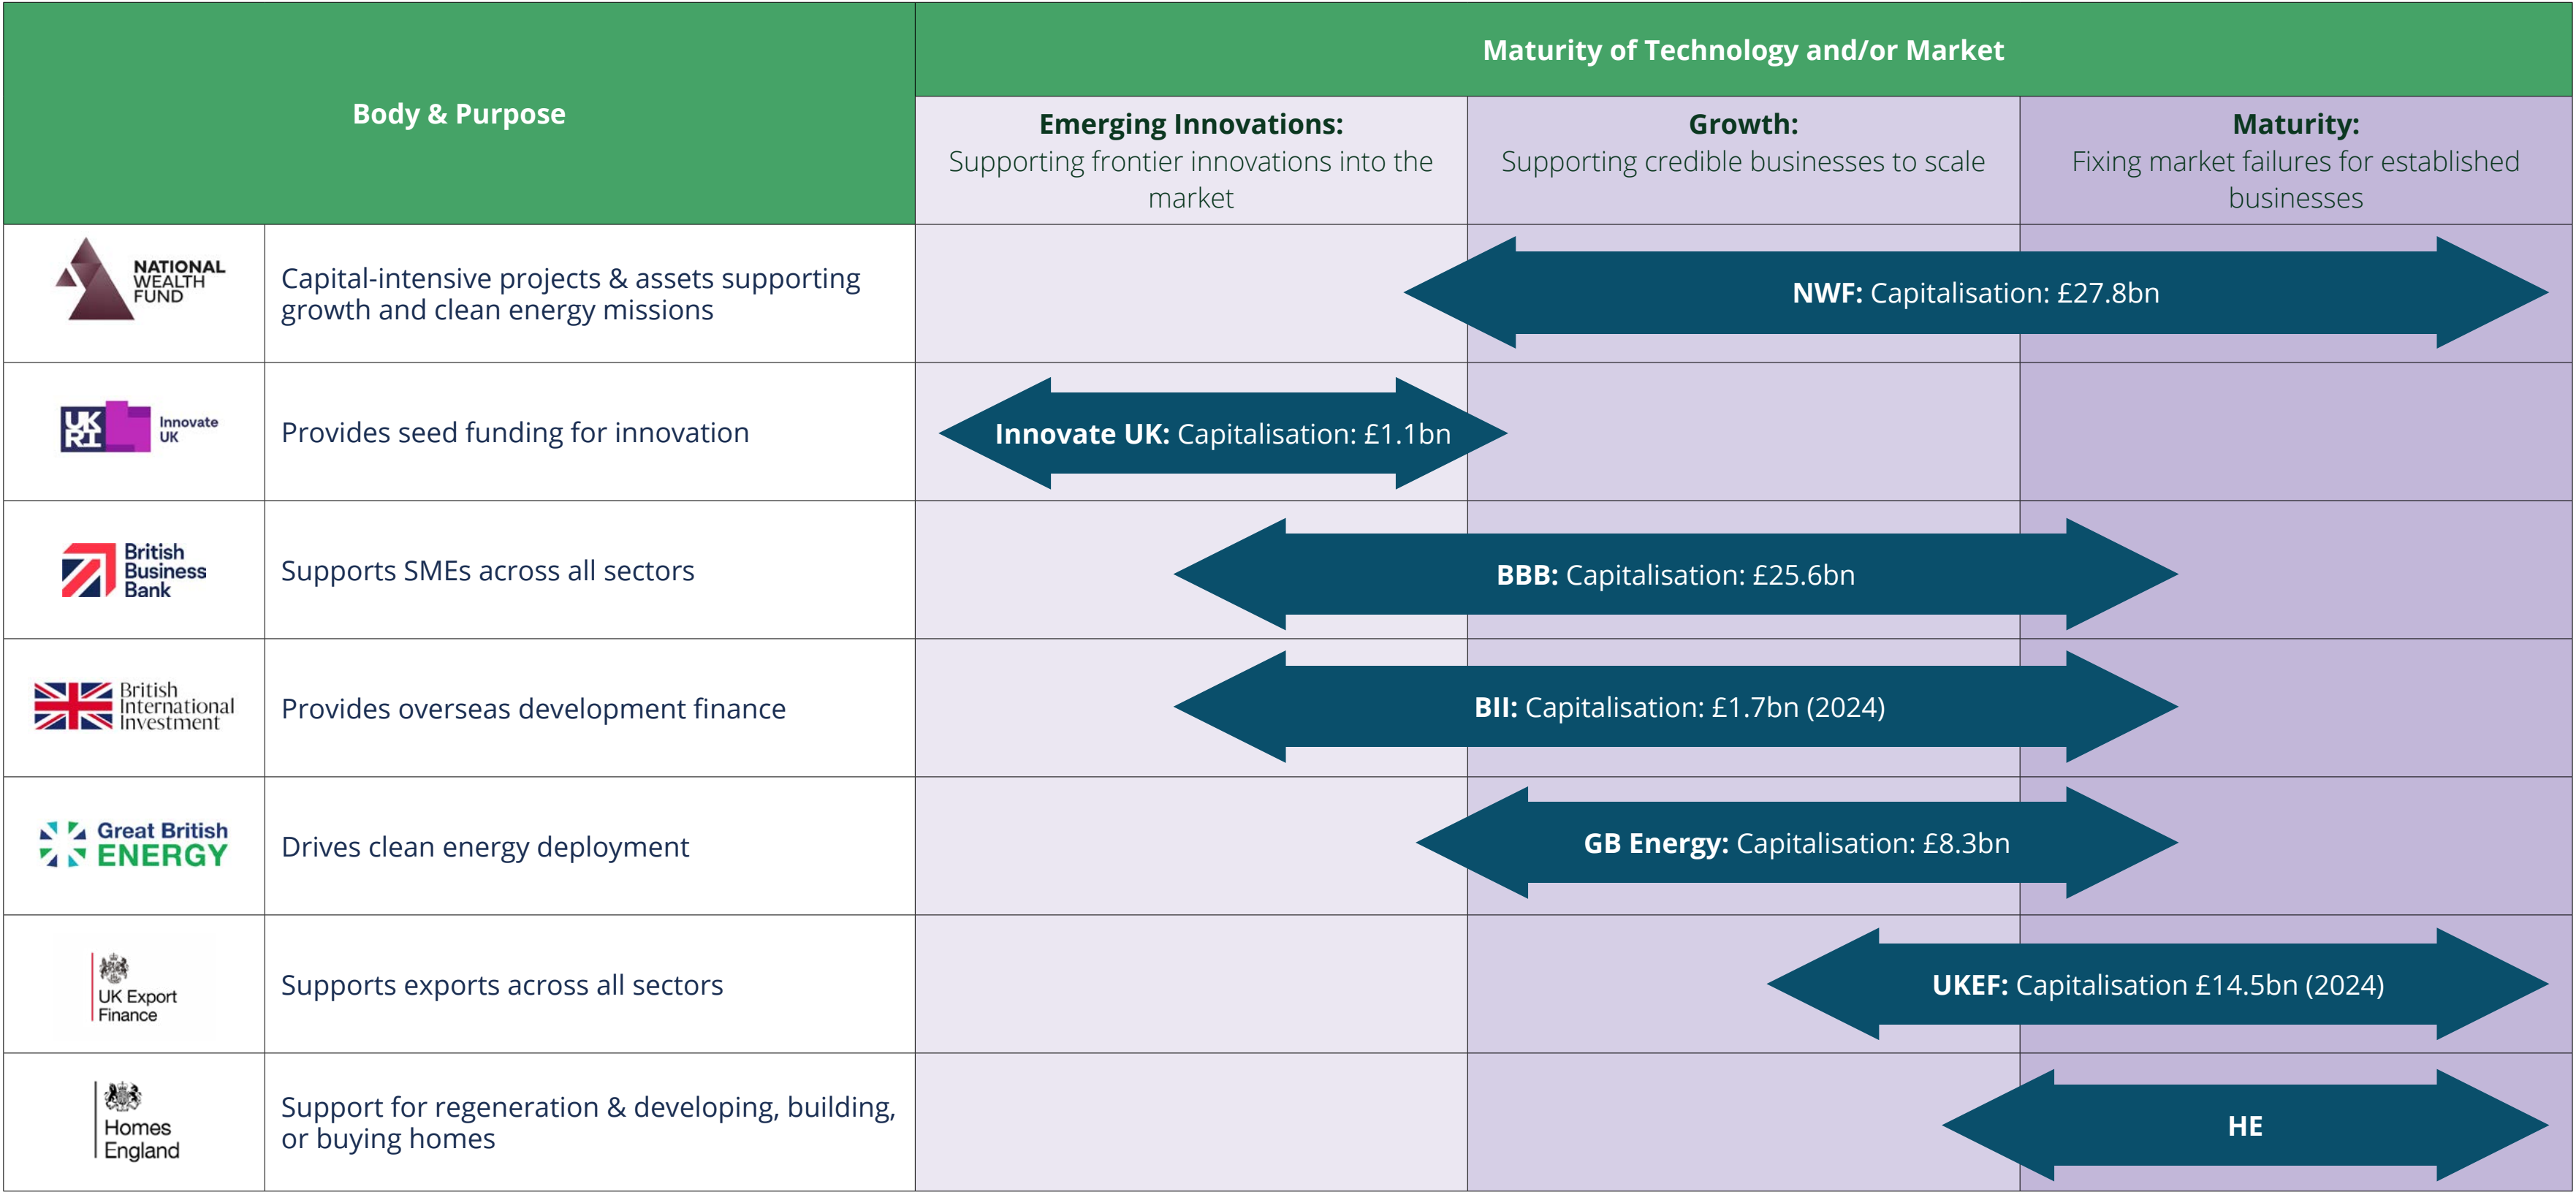 Body & Purpose
Maturity of Technology and/or Market
Emerging Innovations:
Supporting frontier innovations into the
market
Growth:
Supporting credible businesses to scale
Maturity:
Fixing market failures for established
businesses
NATIONAL
WEALTH
FUND
Capital-intensive projects & assets supporting
growth and clean energy missions
NWF: Capitalisation: £27.8bn
UK
RI
Innovate
UK
Provides seed funding for innovation
Innovate UK: Capitalisation: £1.1bn
British
Business
Bank
Supports SMEs across all sectors
BBB: Capitalisation: £25.6bn
British
International
Investment
Provides overseas development finance
BII: Capitalisation: £1.7bn (2024)
Great British
ENERGY
Drives clean energy deployment
GB Energy: Capitalisation: £8.3bn
UK Export
Finance
Supports exports across all sectors
UKEF: Capitalisation £14.5bn (2024)
Homes
England
Support for regeneration & developing, building,
or buying homes
HE